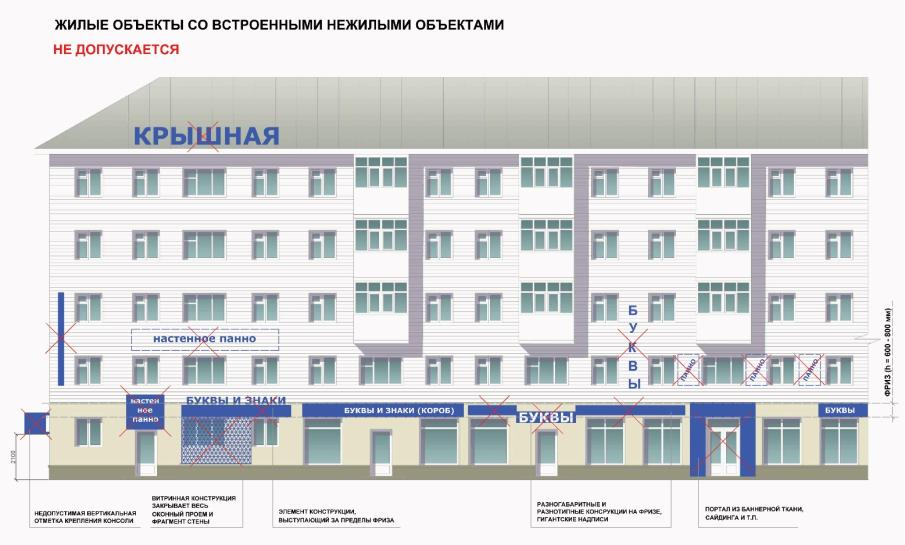 ЖИЛЫЕ ОБЪЕКТЫ СО ВСТРОЕННЫМИ НЕЖИЛЫМИ ОБЪЕКТАМИ
НЕ ДОПУСКАЕТСЯ
КРЫШНАЯ
настенное панно
Б
У
К
В
Ы
ПАННО
ПАННО
ПАННО
ФРИЗ (h = 600 - 800 мм)
настен
ное
панно
БУКВЫ И ЗНАКИ
БУКВЫ И ЗНАКИ (КОРОБ)
БУКВЫ
БУКВЫ
2100
НЕДОПУСТИМАЯ ВЕРТИКАЛЬНАЯ
ОТМЕТКА КРЕПЛЕНИЯ КОНСОЛИ
ВИТРИННАЯ КОНСТРУКЦИЯ
ЗАКРЫВАЕТ ВЕСЬ
ОКОННЫЙ ПРОЕМ И
ФРАГМЕНТ СТЕНЫ
ЭЛЕМЕНТ КОНСТРУКЦИИ,
ВЫСТУПАЮЩИЙ ЗА ПРЕДЕЛЫ ФРИЗА
РАЗНОГАБАРИТНЫЕ И
РАЗНОТИПНЫЕ КОНСРУКЦИИ НА ФРИЗЕ,
ГИГАНТСКИЕ НАДПИСИ
ПОРТАЛ ИЗ БАННЕРНОЙ ТКАНИ,
САЙДИНГА И Т.П.